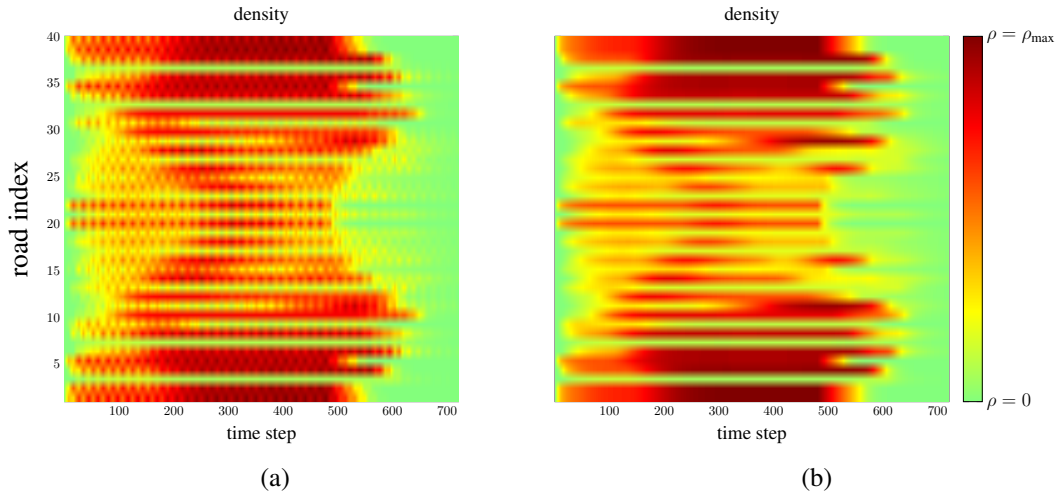 density
density
40
35
30
25
20
15
10
5
road index
100 200 300 400 500 600 700
100 200 300 400 500 600 700
time step
time step
ρ = ρmax
ρ = 0
(a)
(b)